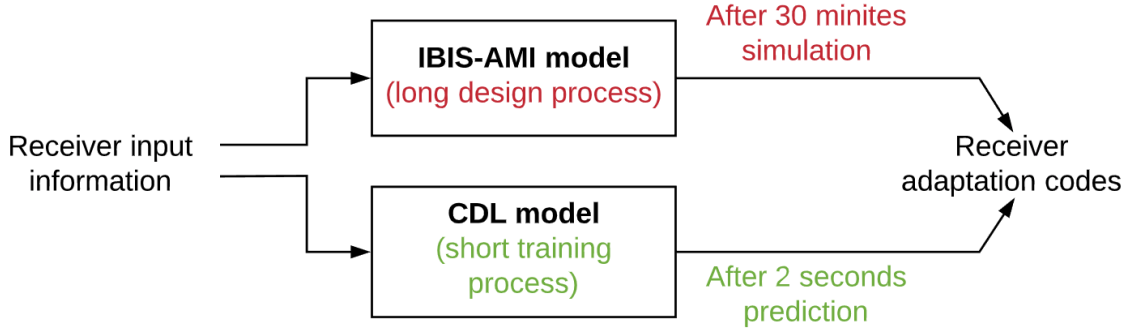 Receiver input
information
IBIS-AMI model
(long design process)
After 30 minites
simulation
CDL model
(short training
process)
After 2 seconds
prediction
Receiver
adaptation codes